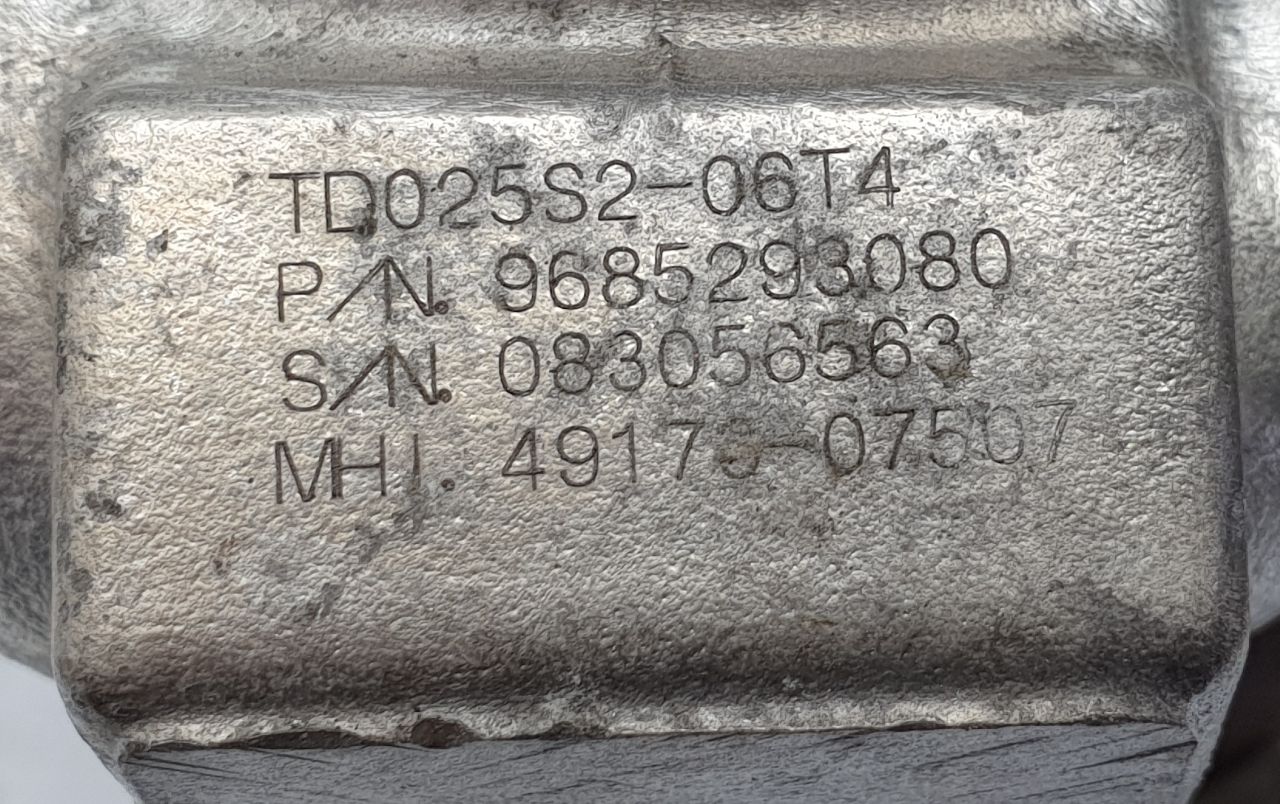 TD025S2-06T4
P/N. 9685293080
S/N. 083056563
MHI. 49173-07507